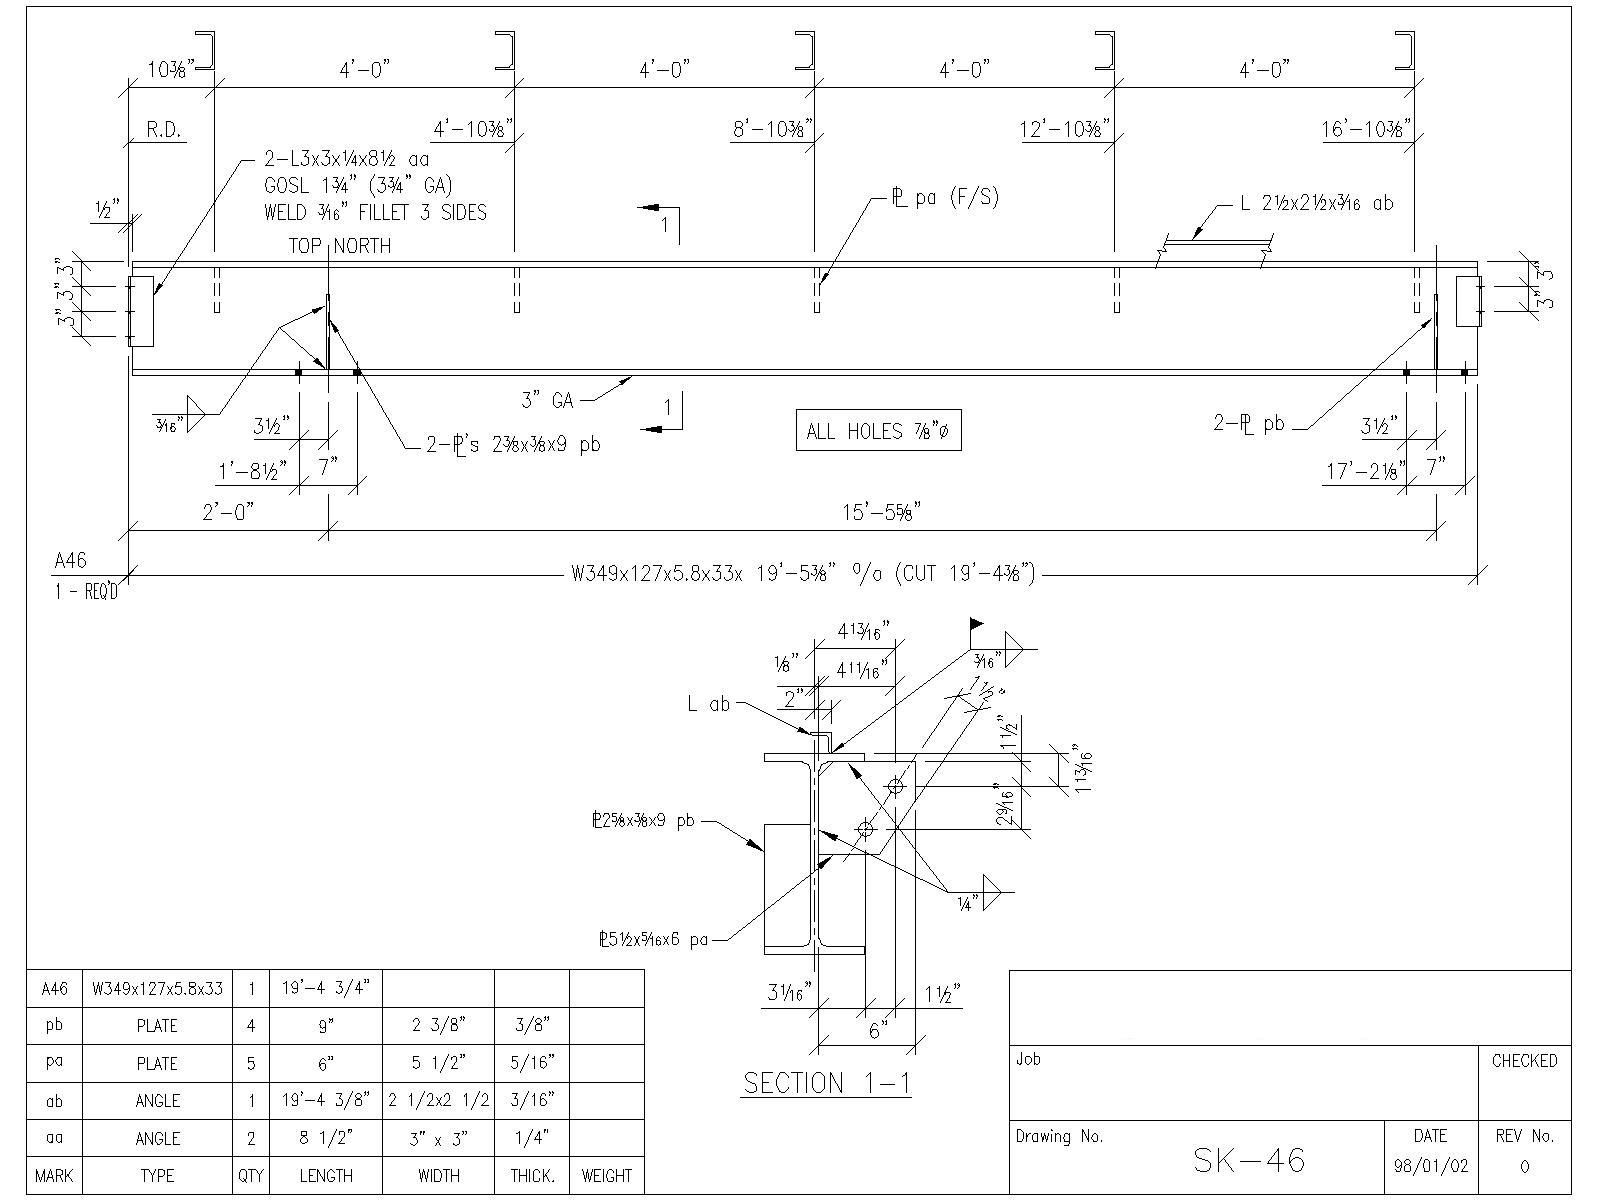 10⅜" 4'-0" 4'-0" 4'-0" 4'-0"
R.D. 4'-10⅜" 8'-10⅜" 12'-10⅜" 16'-10⅜"
2-L3x3x¼x8½ aa
GOSL 1¾" (3¾" GA)
WELD 3/16" FILLET 3 SIDES
TOP NORTH
½"
3"
3"
3"
1
PL pa (F/S)
L 2½x2½x3/16 ab
3"
3"
3/16"
3½"
1'-8½" 7"
2'-0"
2-PL's 2⅜x⅜x9 pb
3" GA
1
ALL HOLES ⅞"ø
2-PL pb
3½"
17'-2⅛" 7"
15'-5⅝"
A46
1 - REQ'D
W349x127x5.8x33x 19'-5⅜" o/a (CUT 19'-4⅜")
4 13/16"
⅛" 4 11/16"
2"
3/16"
L ab
1½"
1½"
1 13/16"
2 9/16"
PL2⅝x⅜x9 pb
¼"
PL5½x5/16x6 pa
3 1/16" 1½"
6"
SECTION 1-1
A46 W349x127x5.8x33 1 19'-4 3/4"
pb PLATE 4 9" 2 3/8" 3/8"
pa PLATE 5 6" 5 1/2" 5/16"
ab ANGLE 1 19'-4 3/8" 2 1/2x2 1/2 3/16"
aa ANGLE 2 8 1/2" 3" x 3" 1/4"
MARK TYPE QTY LENGTH WIDTH THICK. WEIGHT
Job CHECKED
Drawing No. SK-46
DATE
98/01/02
REV No.
0